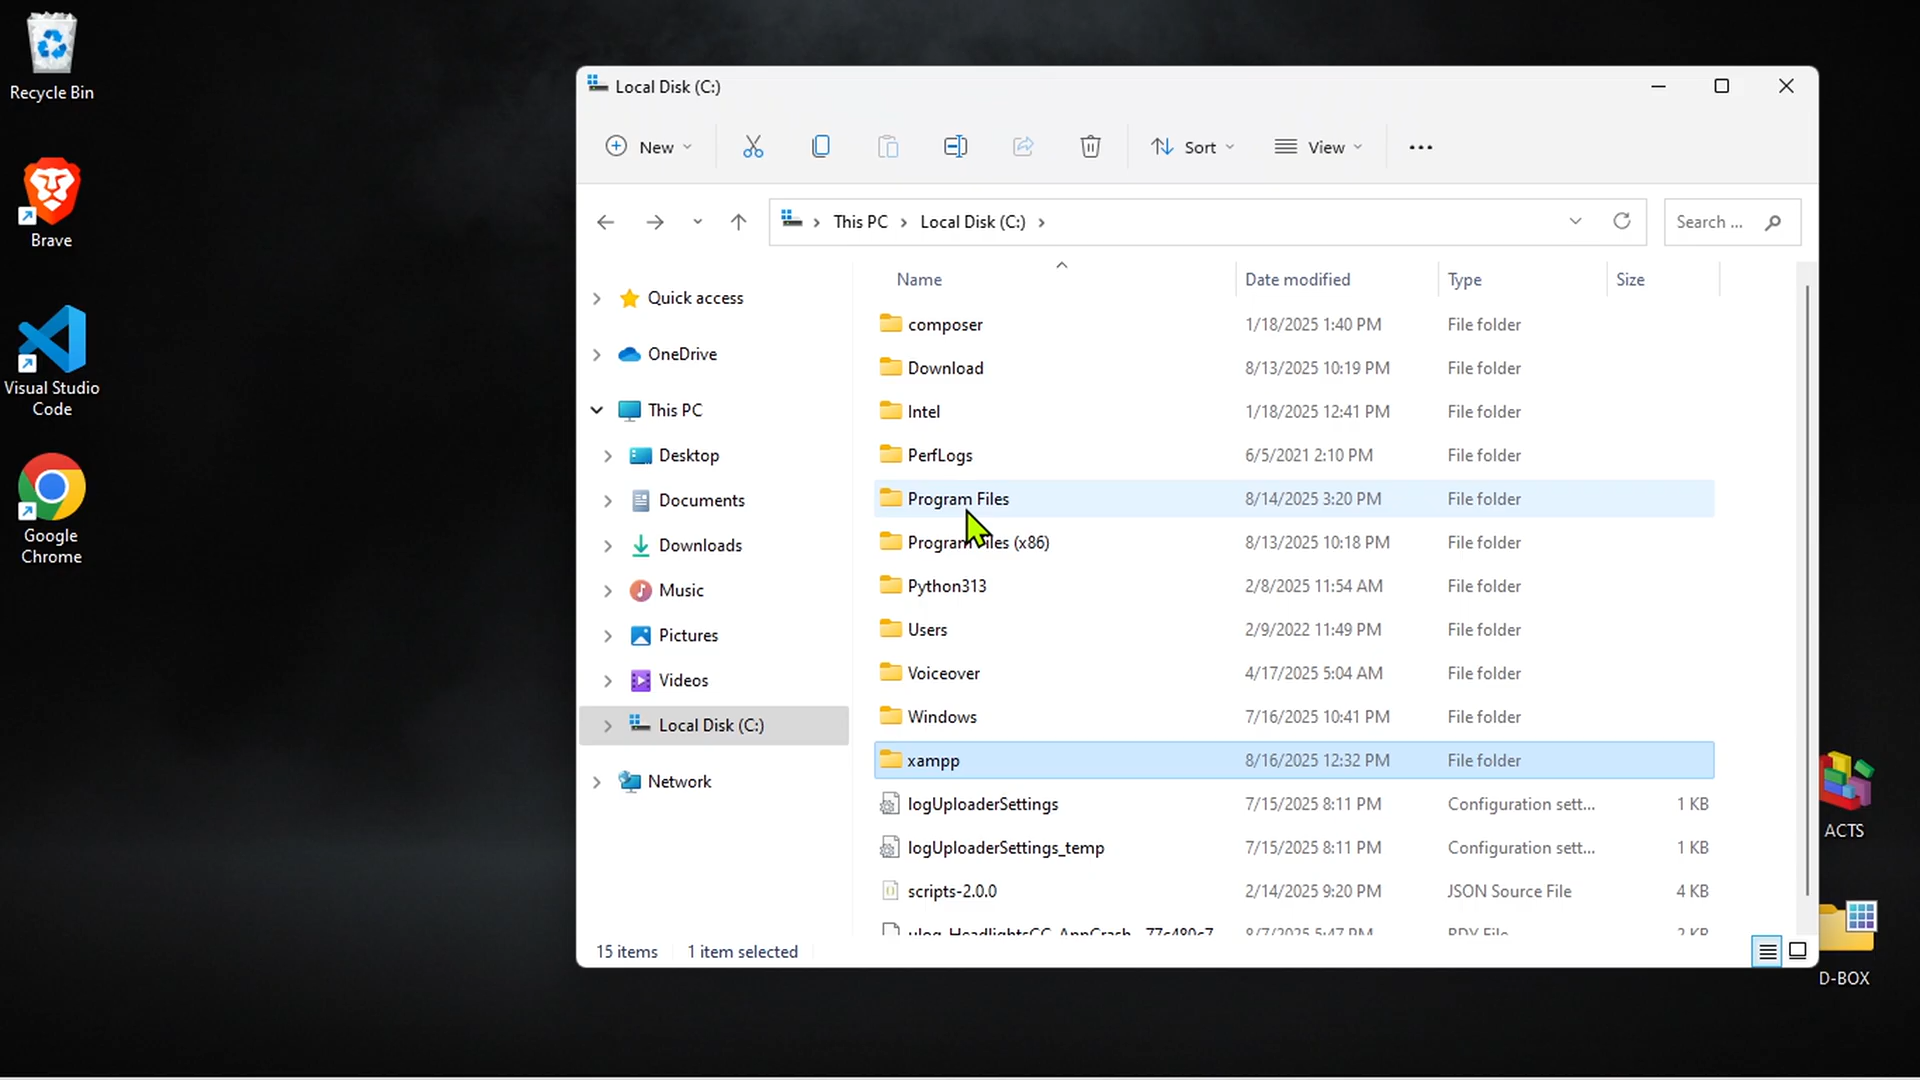 Recycle Bin
Brave
Visual Studio
Code
Google
Chrome
Local Disk (C:)
New
Sort
View
This PC
Local Disk (C:)
Search ...
Quick access
OneDrive
This PC
Desktop
Documents
Downloads
Music
Pictures
Videos
Local Disk (C:)
Network
Name Date modified Type Size
composer 1/18/2025 1:40 PM File folder
Download 8/13/2025 10:19 PM File folder
Intel 1/18/2025 12:41 PM File folder
PerfLogs 6/5/2021 2:10 PM File folder
Program Files 8/14/2025 3:20 PM File folder
Program Files (x86) 8/13/2025 10:18 PM File folder
Python313 2/8/2025 11:54 AM File folder
Users 2/9/2022 11:49 PM File folder
Voiceover 4/17/2025 5:04 AM File folder
Windows 7/16/2025 10:41 PM File folder
xampp 8/16/2025 12:32 PM File folder
logUploaderSettings 7/15/2025 8:11 PM Configuration sett... 1 KB
logUploaderSettings_temp 7/15/2025 8:11 PM Configuration sett... 1 KB
scripts-2.0.0 2/14/2025 9:20 PM JSON Source File 4 KB
8/7/2025 5:47 PM
15 items 1 item selected
ACTS
D-BOX